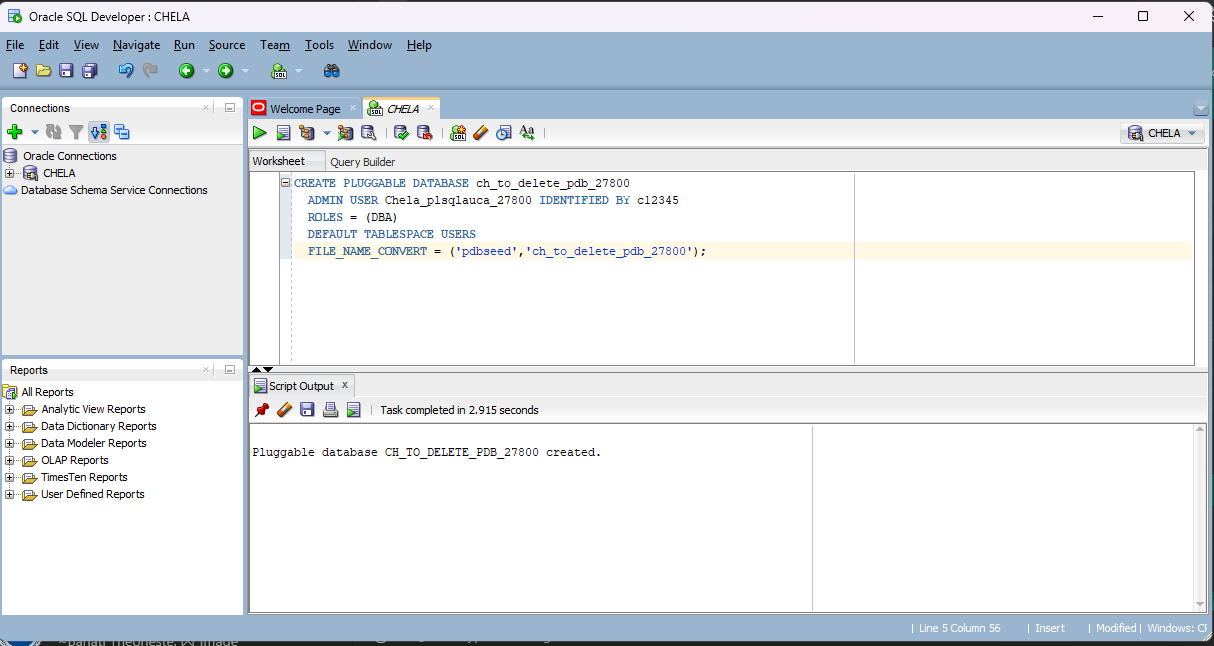 Oracle SQL Developer : CHELA
File Edit View Navigate Run Source Team Tools Window Help
Connections
Oracle Connections
CHELA
Database Schema Service Connections
Reports
All Reports
Analytic View Reports
Data Dictionary Reports
Data Modeler Reports
OLAP Reports
TimesTen Reports
User Defined Reports
Welcome Page
CHELA
CHELA
Worksheet Query Builder
CREATE PLUGGABLE DATABASE ch_to_delete_pdb_27800
ADMIN USER Chela_plsqlauca_27800 IDENTIFIED BY c12345
ROLES = (DBA)
DEFAULT TABLESPACE USERS
FILE_NAME_CONVERT = ('pdbseed','ch_to_delete_pdb_27800');
Script Output
Task completed in 2.915 seconds
Pluggable database CH_TO_DELETE_PDB_27800 created.
Line 5 Column 56 | Insert | Modified | Windows: